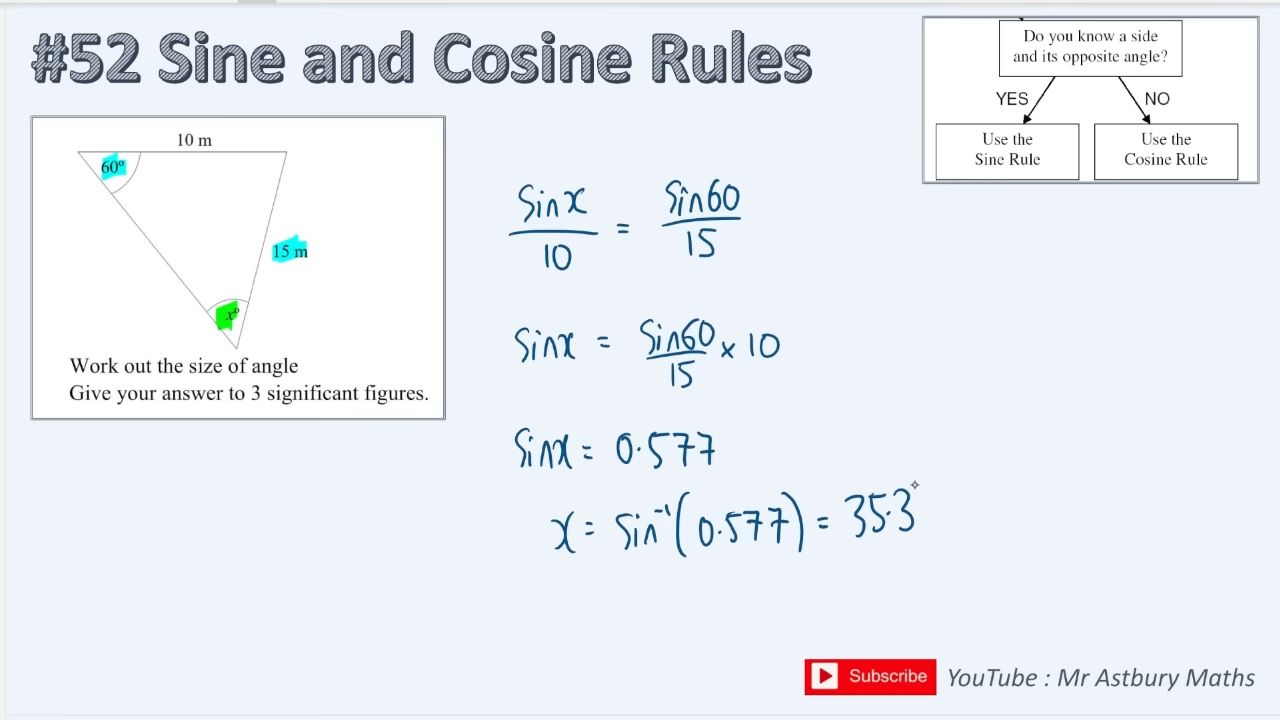 #52 Sine and Cosine Rules
Do you know a side
and its opposite angle?
YES
NO
Use the
Sine Rule
Use the
Cosine Rule
10 m
60°
15 m
x°
Work out the size of angle
Give your answer to 3 significant figures.
Sinx/10 = Sin60/15
Sinx = Sin60/15 × 10
Sinx = 0.577
x = Sin⁻¹(0.577) = 35.3
Subscribe
YouTube : Mr Astbury Maths